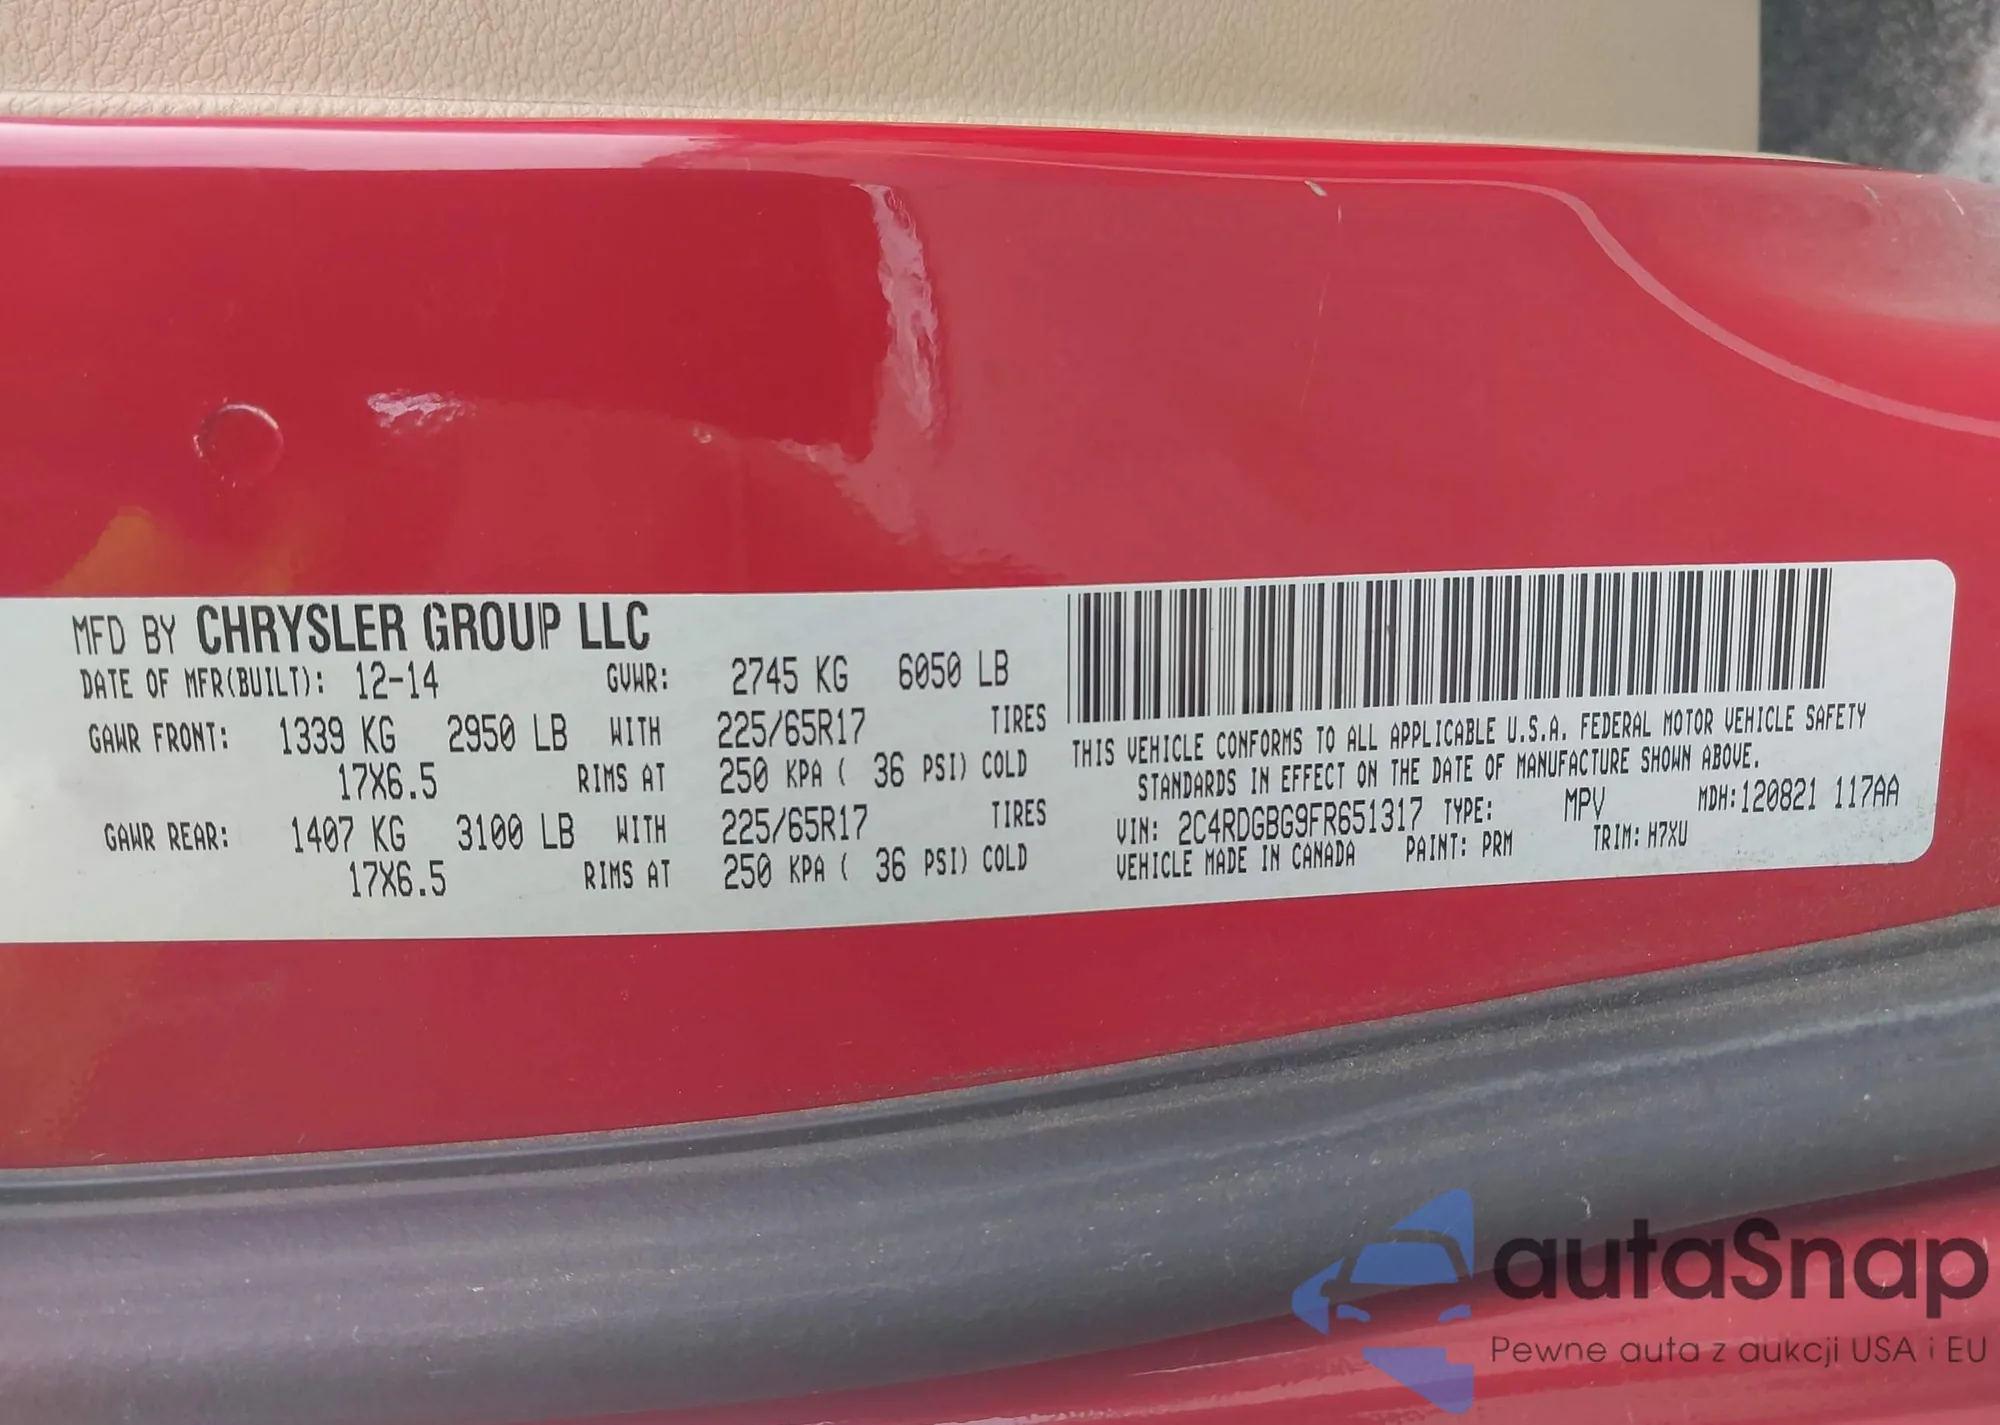 MFD BY CHRYSLER GROUP LLC
DATE OF MFR(BUILT): 12-14 GVWR: 2745 KG 6050 LB
GAWR FRONT: 1339 KG 2950 LB WITH 225/65R17 TIRES
17X6.5 RIMS AT 250 KPA ( 36 PSI) COLD
GAWR REAR: 1407 KG 3100 LB WITH 225/65R17 TIRES
17X6.5 RIMS AT 250 KPA ( 36 PSI) COLD
THIS VEHICLE CONFORMS TO ALL APPLICABLE U.S.A. FEDERAL MOTOR VEHICLE SAFETY
STANDARDS IN EFFECT ON THE DATE OF MANUFACTURE SHOWN ABOVE.
VIN: 2C4RDGBG9FR651317 TYPE: MPV MDH:120821 117AA
VEHICLE MADE IN CANADA PAINT: PRM TRIM: H7XU
autaSnap
Pewne auta z aukcji USA i EU